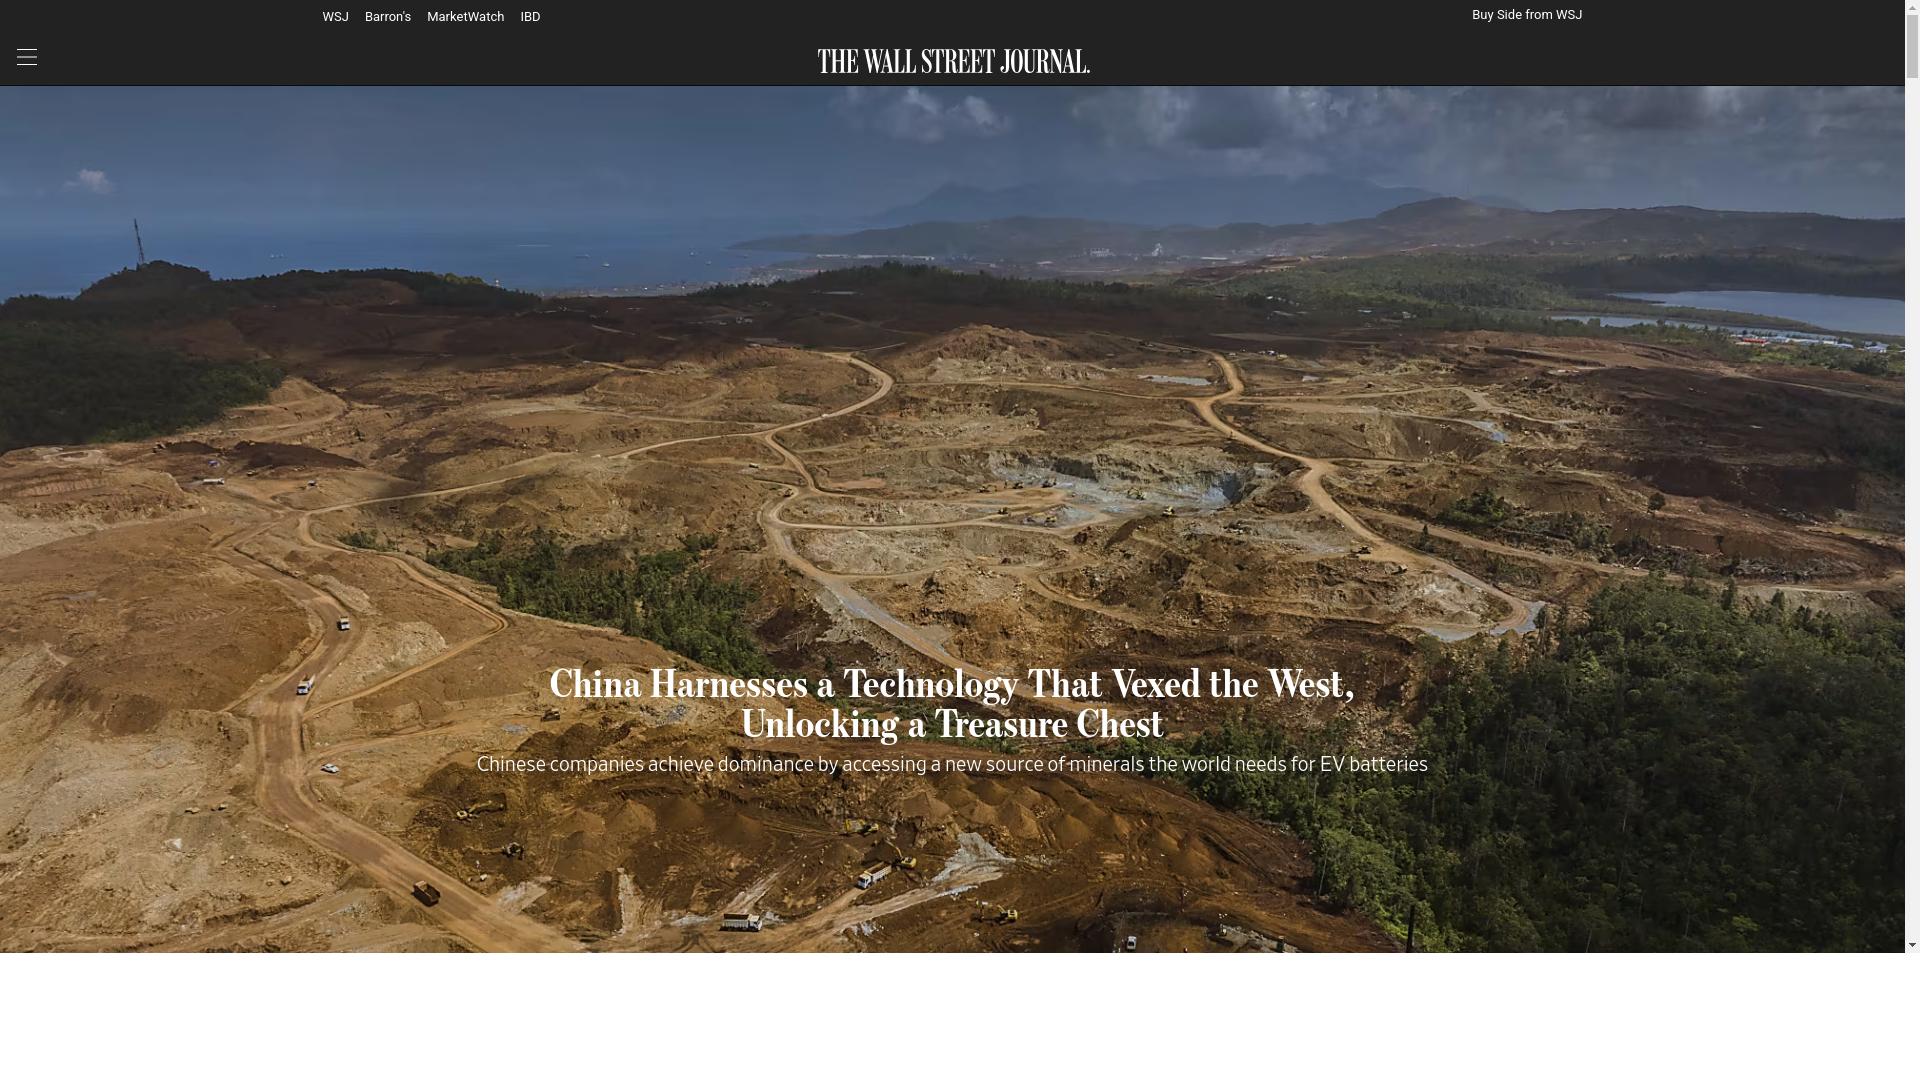 WSJ Barron's MarketWatch IBD Buy Side from WSJ
THE WALL STREET JOURNAL.
China Harnesses a Technology That Vexed the West,
Unlocking a Treasure Chest
Chinese companies achieve dominance by accessing a new source of minerals the world needs for EV batteries